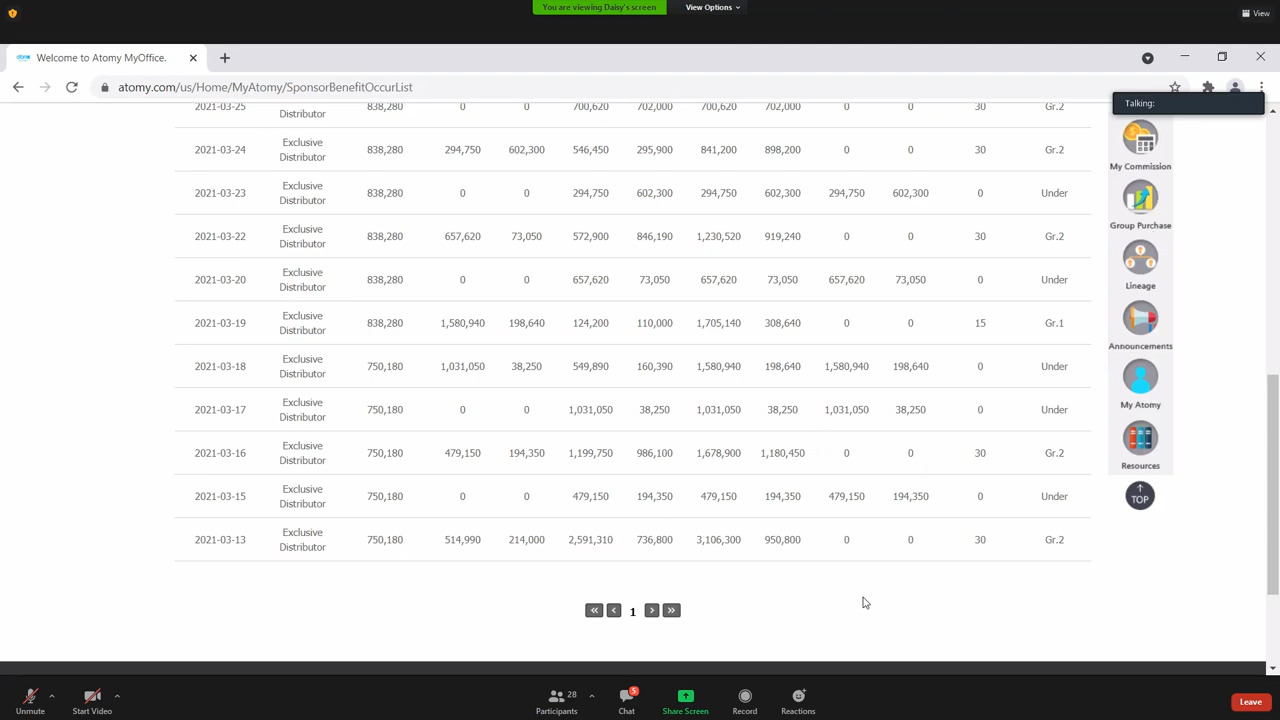 You are viewing Daisy's screen
View Options
View
Welcome to Atomy MyOffice.
atomy.com/us/Home/MyAtomy/SponsorBenefitOccurList
Talking:
2021-03-25 Distributor 838,280 0 0 700,620 702,000 700,620 702,000 0 0 30 Gr.2
2021-03-24 Exclusive Distributor 838,280 294,750 602,300 546,450 295,900 841,200 898,200 0 0 30 Gr.2
2021-03-23 Exclusive Distributor 838,280 0 0 294,750 602,300 294,750 602,300 294,750 602,300 0 Under
2021-03-22 Exclusive Distributor 838,280 657,620 73,050 572,900 846,190 1,230,520 919,240 0 0 30 Gr.2
2021-03-20 Exclusive Distributor 838,280 0 0 657,620 73,050 657,620 73,050 657,620 73,050 0 Under
2021-03-19 Exclusive Distributor 838,280 1,580,940 198,640 124,200 110,000 1,705,140 308,640 0 0 15 Gr.1
2021-03-18 Exclusive Distributor 750,180 1,031,050 38,250 549,890 160,390 1,580,940 198,640 1,580,940 198,640 0 Under
2021-03-17 Exclusive Distributor 750,180 0 0 1,031,050 38,250 1,031,050 38,250 1,031,050 38,250 0 Under
2021-03-16 Exclusive Distributor 750,180 479,150 194,350 1,199,750 986,100 1,678,900 1,180,450 0 0 30 Gr.2
2021-03-15 Exclusive Distributor 750,180 0 0 479,150 194,350 479,150 194,350 479,150 194,350 0 Under
2021-03-13 Exclusive Distributor 750,180 514,990 214,000 2,591,310 736,800 3,106,300 950,800 0 0 30 Gr.2
1
My Commission
Group Purchase
Lineage
Announcements
My Atomy
Resources
TOP
Unmute
Start Video
Participants 28
Chat 5
Share Screen
Record
Reactions
Leave